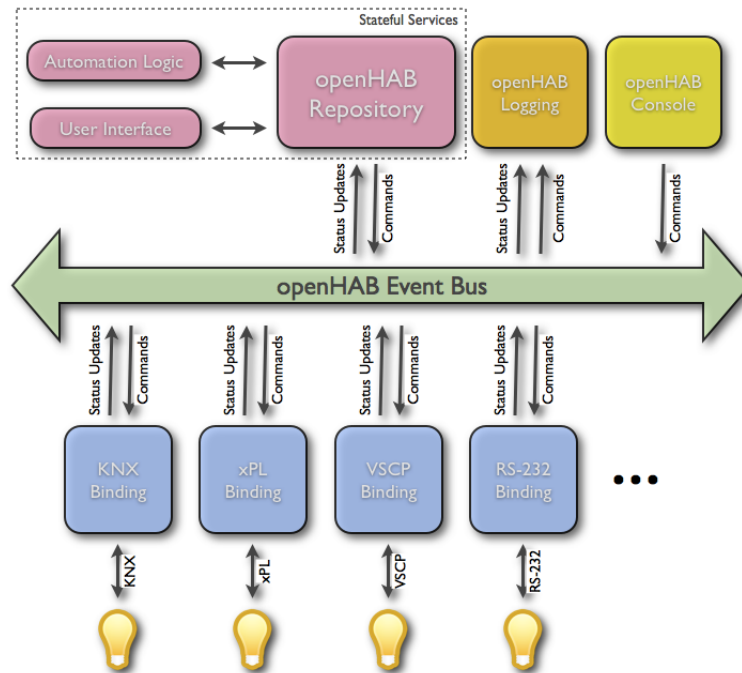 Stateful Services
Automation Logic
User Interface
openHAB
Repository
openHAB
Logging
openHAB
Console
Status Updates
Commands
Status Updates
Commands
Commands
openHAB Event Bus
Status Updates
Commands
Status Updates
Commands
Status Updates
Commands
Status Updates
Commands
KNX
Binding
xPL
Binding
VSCP
Binding
RS-232
Binding
...
KNX
xPL
VSCP
RS-232